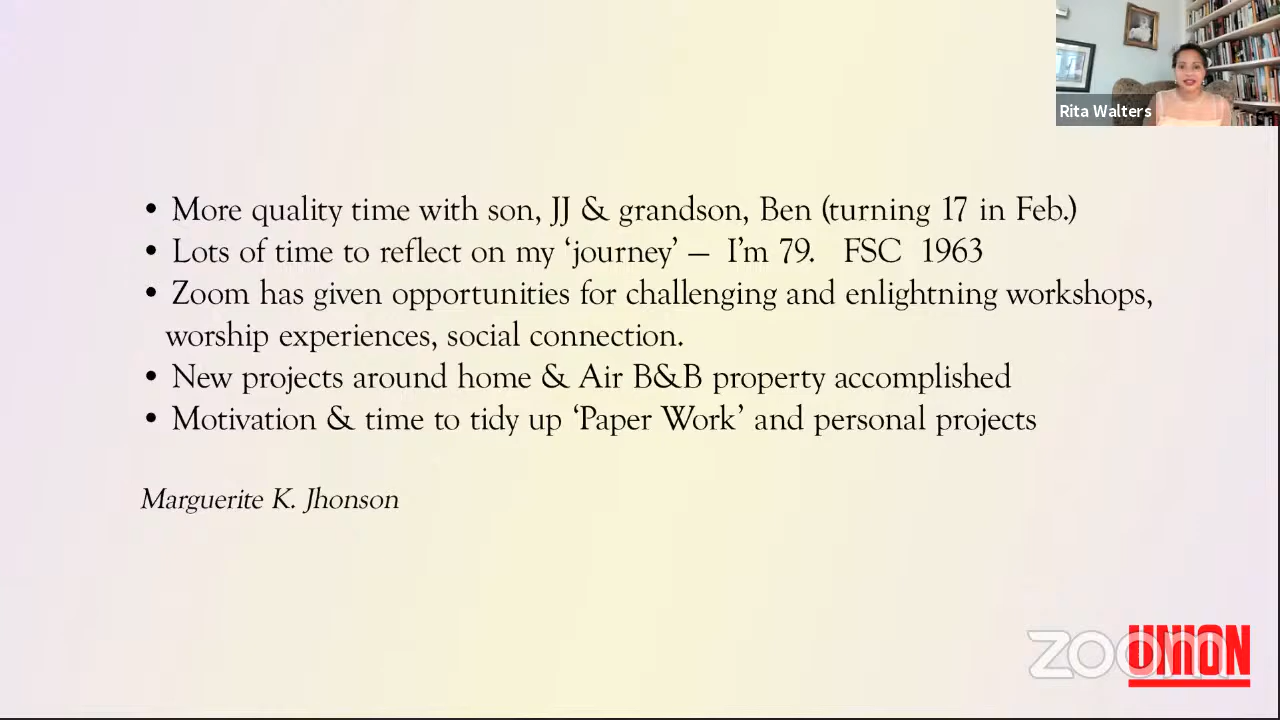 Rita Walters
• More quality time with son, JJ & grandson, Ben (turning 17 in Feb.)
• Lots of time to reflect on my ‘journey’ – I’m 79. FSC 1963
• Zoom has given opportunities for challenging and enlightning workshops,
worship experiences, social connection.
• New projects around home & Air B&B property accomplished
• Motivation & time to tidy up ‘Paper Work’ and personal projects
Marguerite K. Jhonson
zoom
UNION